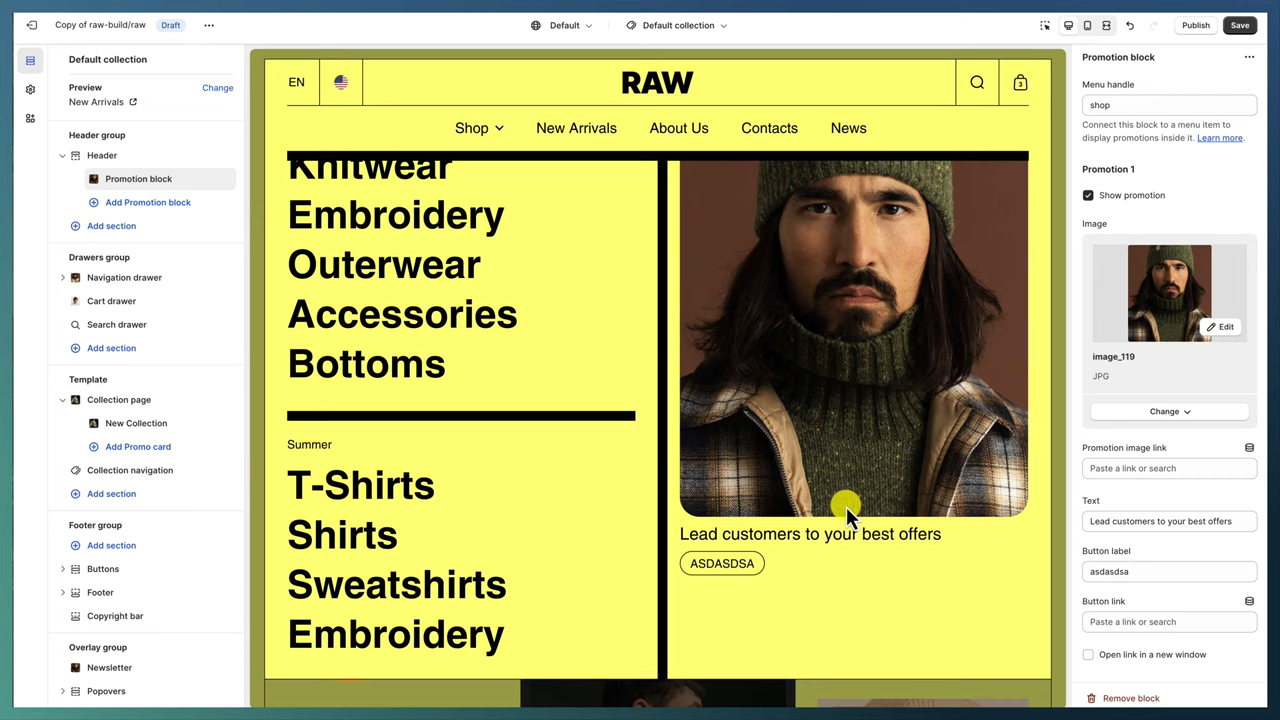 Copy of raw-build/raw
Draft
Default
Default collection
Publish
Save
Default collection
Preview
Change
New Arrivals
Header group
Header
Promotion block
Add Promotion block
Add section
Drawers group
Navigation drawer
Cart drawer
Search drawer
Add section
Template
Collection page
New Collection
Add Promo card
Collection navigation
Add section
Footer group
Add section
Buttons
Footer
Copyright bar
Overlay group
Newsletter
Popovers
EN
RAW
3
Shop
New Arrivals
About Us
Contacts
News
Knitwear
Embroidery
Outerwear
Accessories
Bottoms
Summer
T-Shirts
Shirts
Sweatshirts
Embroidery
Lead customers to your best offers
ASDASDSA
Promotion block
Menu handle
shop
Connect this block to a menu item to
display promotions inside it. Learn more.
Promotion 1
Show promotion
Image
Edit
image_119
JPG
Change
Promotion image link
Paste a link or search
Text
Lead customers to your best offers
Button label
asdasdsa
Button link
Paste a link or search
Open link in a new window
Remove block